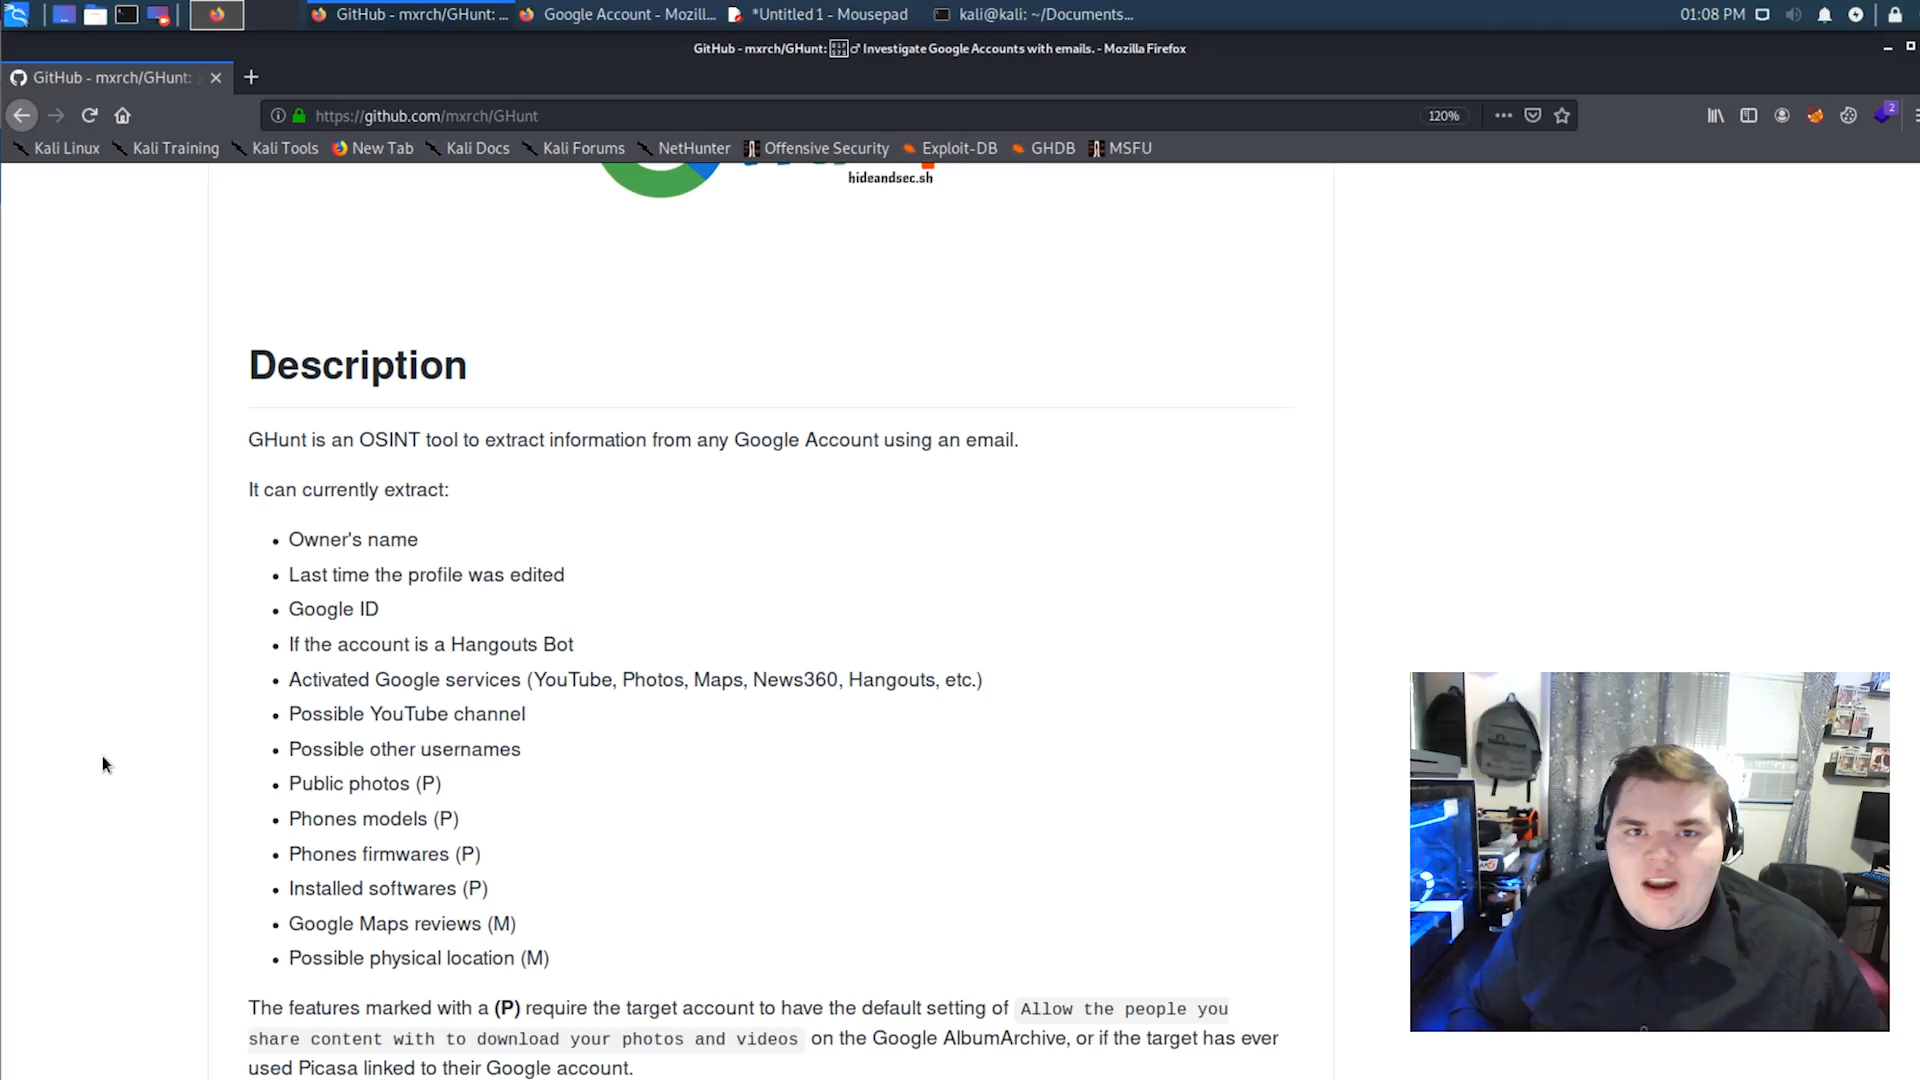 GitHub - mxrch/GHunt: ...
Google Account - Mozill...
*Untitled 1 - Mousepad
kali@kali: ~/Documents...
01:08 PM
GitHub - mxrch/GHunt: ♂ Investigate Google Accounts with emails. - Mozilla Firefox
GitHub - mxrch/GHunt:
https://github.com/mxrch/GHunt
120%
2
Kali Linux
Kali Training
Kali Tools
New Tab
Kali Docs
Kali Forums
NetHunter
Offensive Security
Exploit-DB
GHDB
MSFU
hideandsec.sh
Description
GHunt is an OSINT tool to extract information from any Google Account using an email.
It can currently extract:
• Owner's name
• Last time the profile was edited
• Google ID
• If the account is a Hangouts Bot
• Activated Google services (YouTube, Photos, Maps, News360, Hangouts, etc.)
• Possible YouTube channel
• Possible other usernames
• Public photos (P)
• Phones models (P)
• Phones firmwares (P)
• Installed softwares (P)
• Google Maps reviews (M)
• Possible physical location (M)
The features marked with a (P) require the target account to have the default setting of Allow the people you
share content with to download your photos and videos on the Google AlbumArchive, or if the target has ever
used Picasa linked to their Google account.